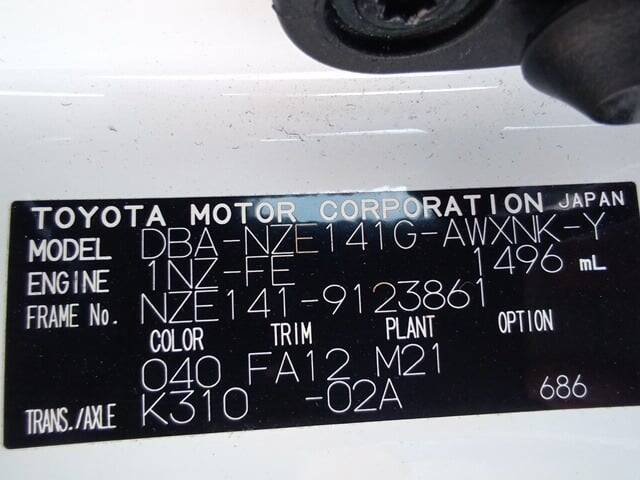 TOYOTA MOTOR CORPORATION JAPAN
MODEL DBA-NZE141G-AWXNK-Y
ENGINE 1NZ-FE 1496 mL
FRAME No. NZE141-9123861
COLOR TRIM PLANT OPTION
040 FA12 M21
TRANS./AXLE K310 -02A 686